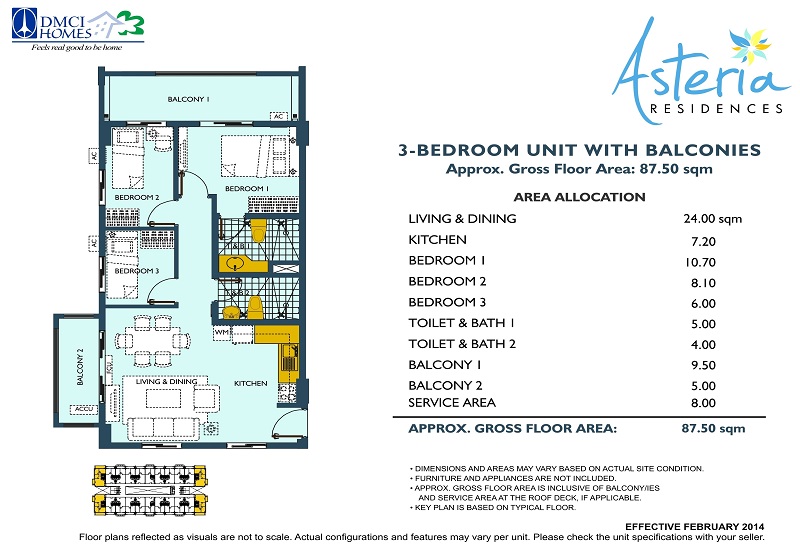 DMCI
HOMES
Feels real good to be home
Asteria
RESIDENCES
3-BEDROOM UNIT WITH BALCONIES
Approx. Gross Floor Area: 87.50 sqm
AREA ALLOCATION
LIVING & DINING 24.00 sqm
KITCHEN 7.20
BEDROOM 1 10.70
BEDROOM 2 8.10
BEDROOM 3 6.00
TOILET & BATH 1 5.00
TOILET & BATH 2 4.00
BALCONY 1 9.50
BALCONY 2 5.00
SERVICE AREA 8.00
APPROX. GROSS FLOOR AREA: 87.50 sqm
BALCONY 1
AC
AC
BEDROOM 2
BEDROOM 1
AC
T & B 1
BEDROOM 3
T & B 2
WM
BALCONY 2
FCU
LIVING & DINING
KITCHEN
ACCU
• DIMENSIONS AND AREAS MAY VARY BASED ON ACTUAL SITE CONDITION.
• FURNITURE AND APPLIANCES ARE NOT INCLUDED.
• APPROX. GROSS FLOOR AREA IS INCLUSIVE OF BALCONY/IES
AND SERVICE AREA AT THE ROOF DECK, IF APPLICABLE.
• KEY PLAN IS BASED ON TYPICAL FLOOR.
EFFECTIVE FEBRUARY 2014
Floor plans reflected as visuals are not to scale. Actual configurations and features may vary per unit. Please check the unit specifications with your seller.